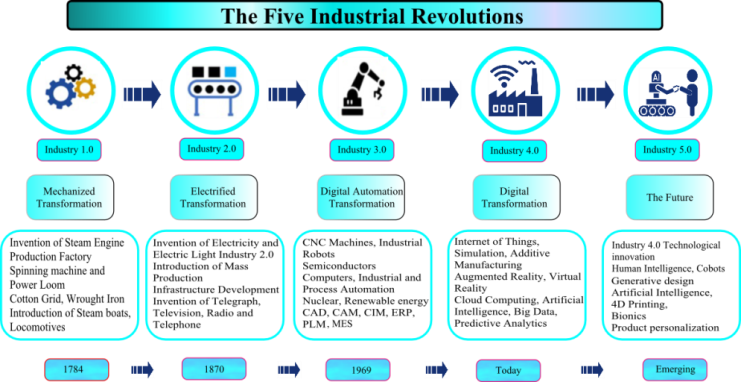 The Five Industrial Revolutions
AI
Industry 1.0
Industry 2.0
Industry 3.0
Industry 4.0
Industry 5.0
Mechanized
Transformation
Electrified
Transformation
Digital Automation
Transformation
Digital
Transformation
The Future
Invention of Steam Engine
Production Factory
Spinning machine and
Power Loom
Cotton Grid, Wrought Iron
Introduction of Steam boats,
Locomotives
Invention of Electricity and
Electric Light Industry 2.0
Introduction of Mass
Production
Infrastructure Development
Invention of Telegraph,
Television, Radio and
Telephone
CNC Machines, Industrial
Robots
Semiconductors
Computers, Industrial and
Process Automation
Nuclear, Renewable energy
CAD, CAM, CIM, ERP,
PLM, MES
Internet of Things,
Simulation, Additive
Manufacturing
Augmented Reality, Virtual
Reality
Cloud Computing, Artificial
Intelligence, Big Data,
Predictive Analytics
Industry 4.0 Technological
innovation
Human Intelligence, Cobots
Generative design
Artificial Intelligence,
4D Printing,
Bionics
Product personalization
1784
1870
1969
Today
Emerging